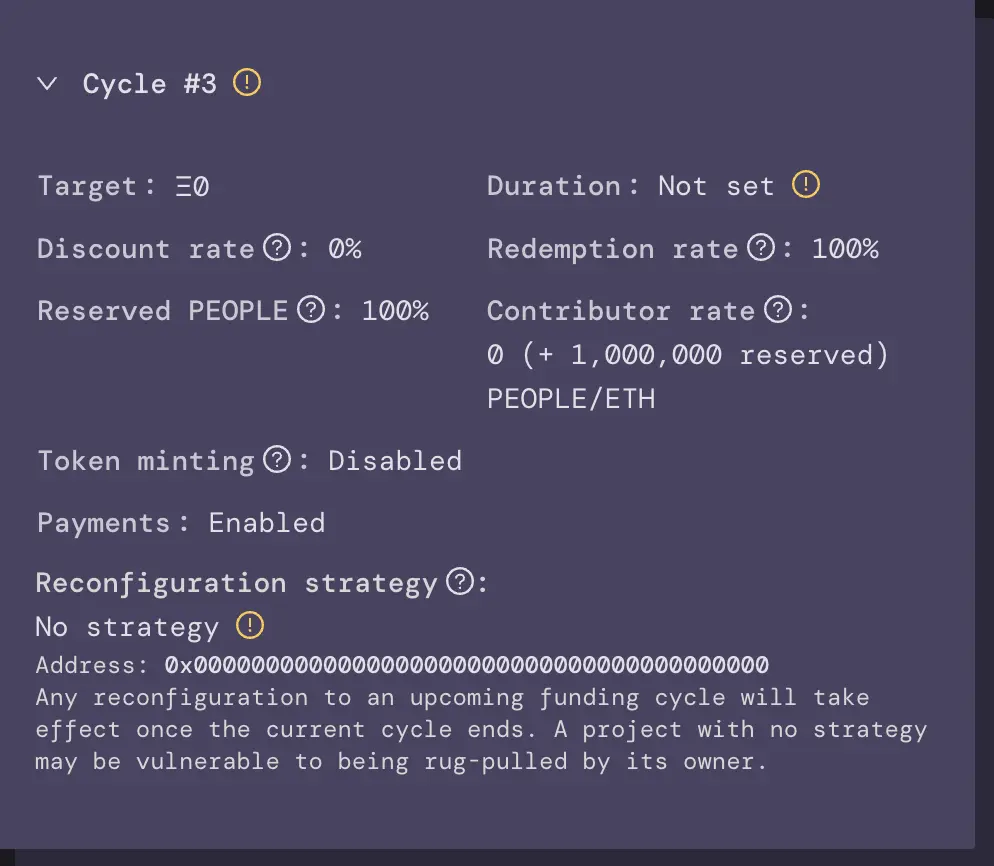 Cycle #3
Target: Ξ0
Duration: Not set
Discount rate: 0%
Redemption rate: 100%
Reserved PEOPLE: 100%
Contributor rate:
0 (+ 1,000,000 reserved)
PEOPLE/ETH
Token minting: Disabled
Payments: Enabled
Reconfiguration strategy:
No strategy
Address: 0x0000000000000000000000000000000000000000
Any reconfiguration to an upcoming funding cycle will take
effect once the current cycle ends. A project with no strategy
may be vulnerable to being rug-pulled by its owner.